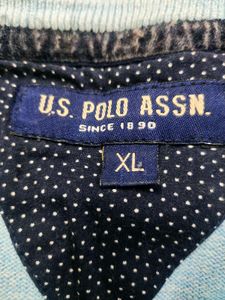 U.S. POLO ASSN.
SINCE 1890
XL